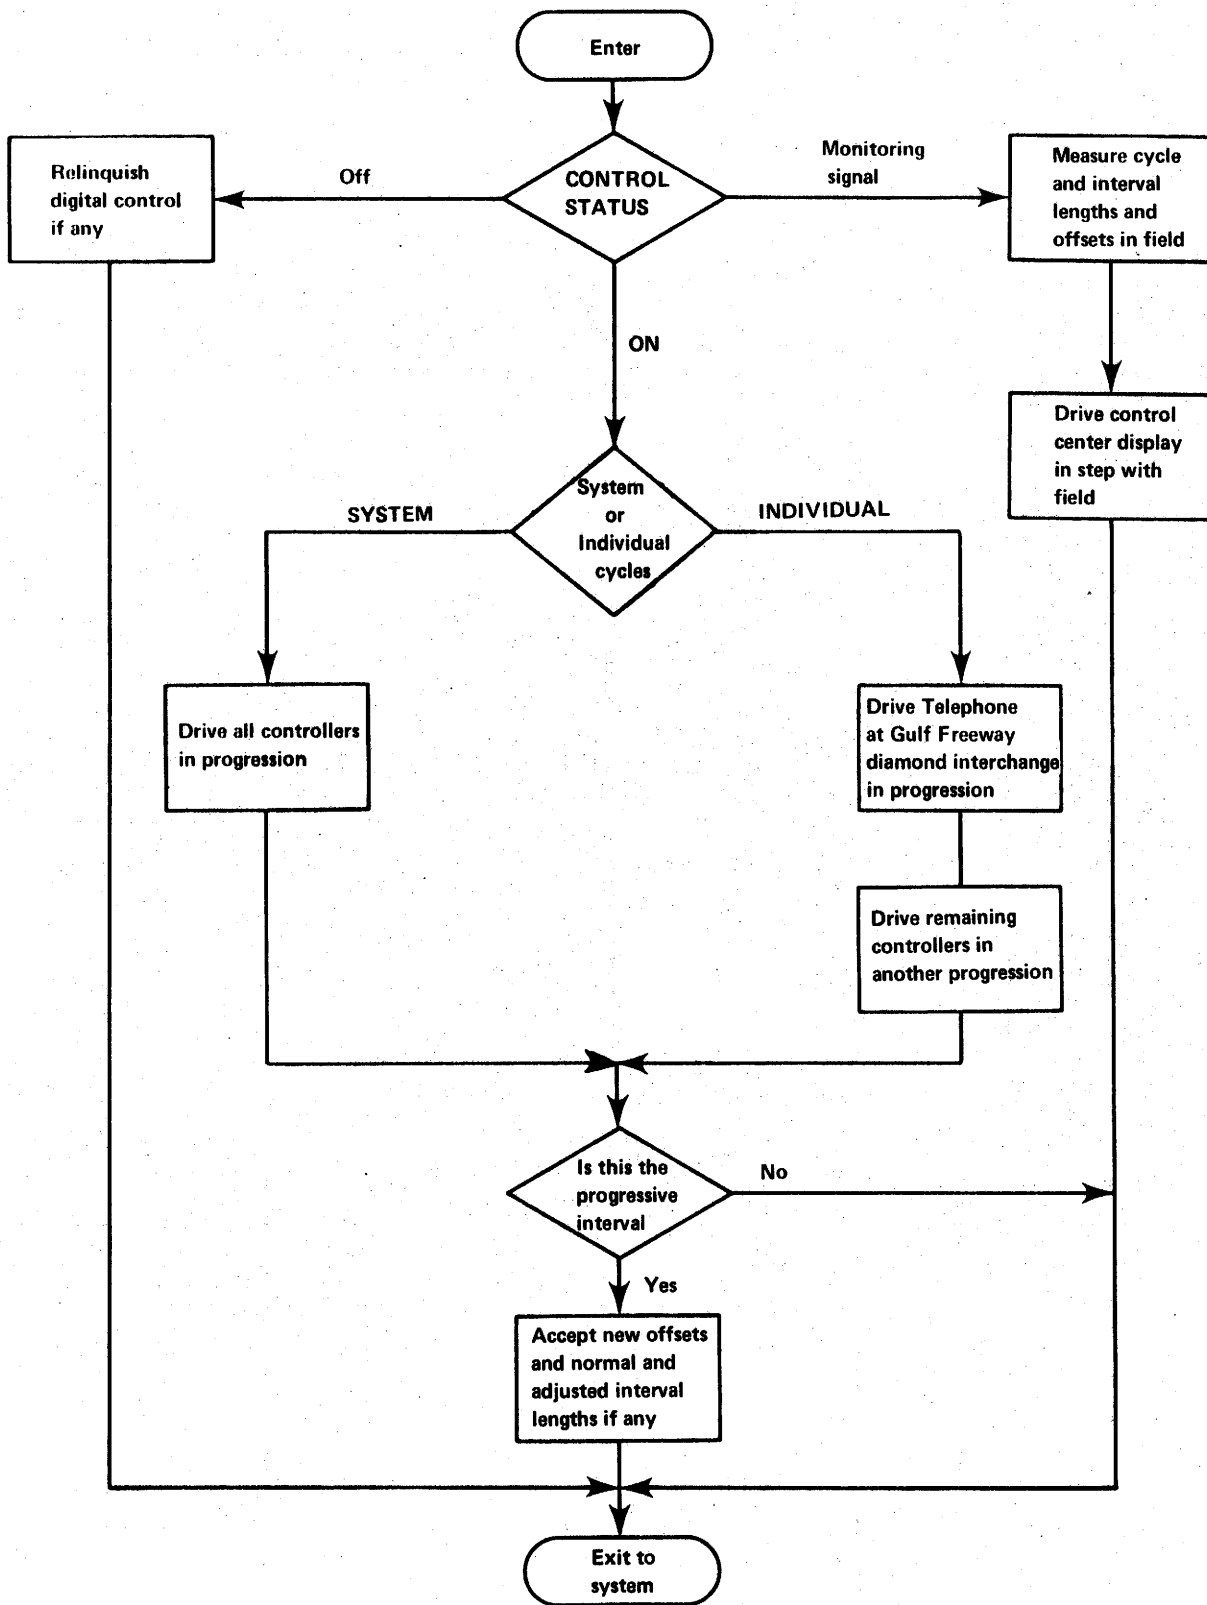 Enter
Relinquish
digital control
if any
Off
CONTROL
STATUS
Monitoring
signal
Measure cycle
and interval
lengths and
offsets in field
ON
Drive control
center display
in step with
field
System
or
Individual
cycles
SYSTEM
INDIVIDUAL
Drive all controllers
in progression
Drive Telephone
at Gulf Freeway
diamond interchange
in progression
Drive remaining
controllers in
another progression
Is this the
progressive
interval
No
Yes
Accept new offsets
and normal and
adjusted interval
lengths if any
Exit to
system